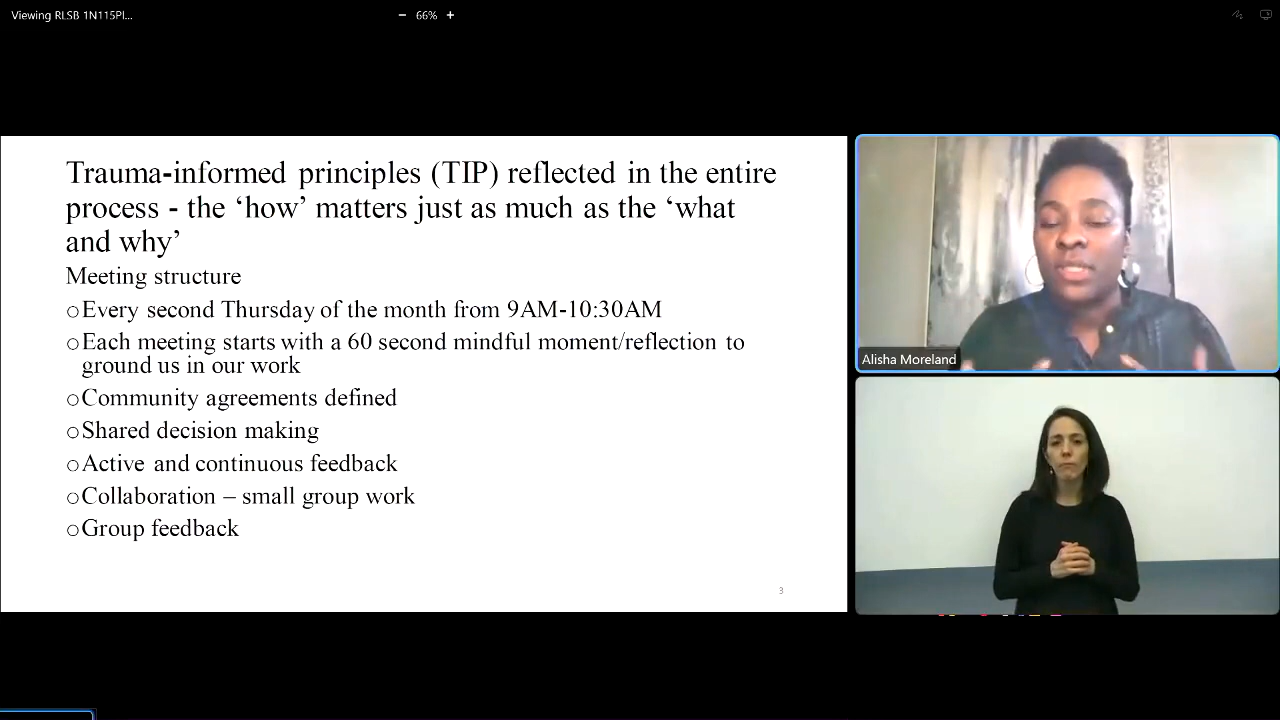 Viewing RLSB 1N115Pl...
− 66% +
Trauma-informed principles (TIP) reflected in the entire
process - the ‘how’ matters just as much as the ‘what
and why’
Meeting structure
○Every second Thursday of the month from 9AM-10:30AM
○Each meeting starts with a 60 second mindful moment/reflection to
ground us in our work
○Community agreements defined
○Shared decision making
○Active and continuous feedback
○Collaboration – small group work
○Group feedback
3
Alisha Moreland